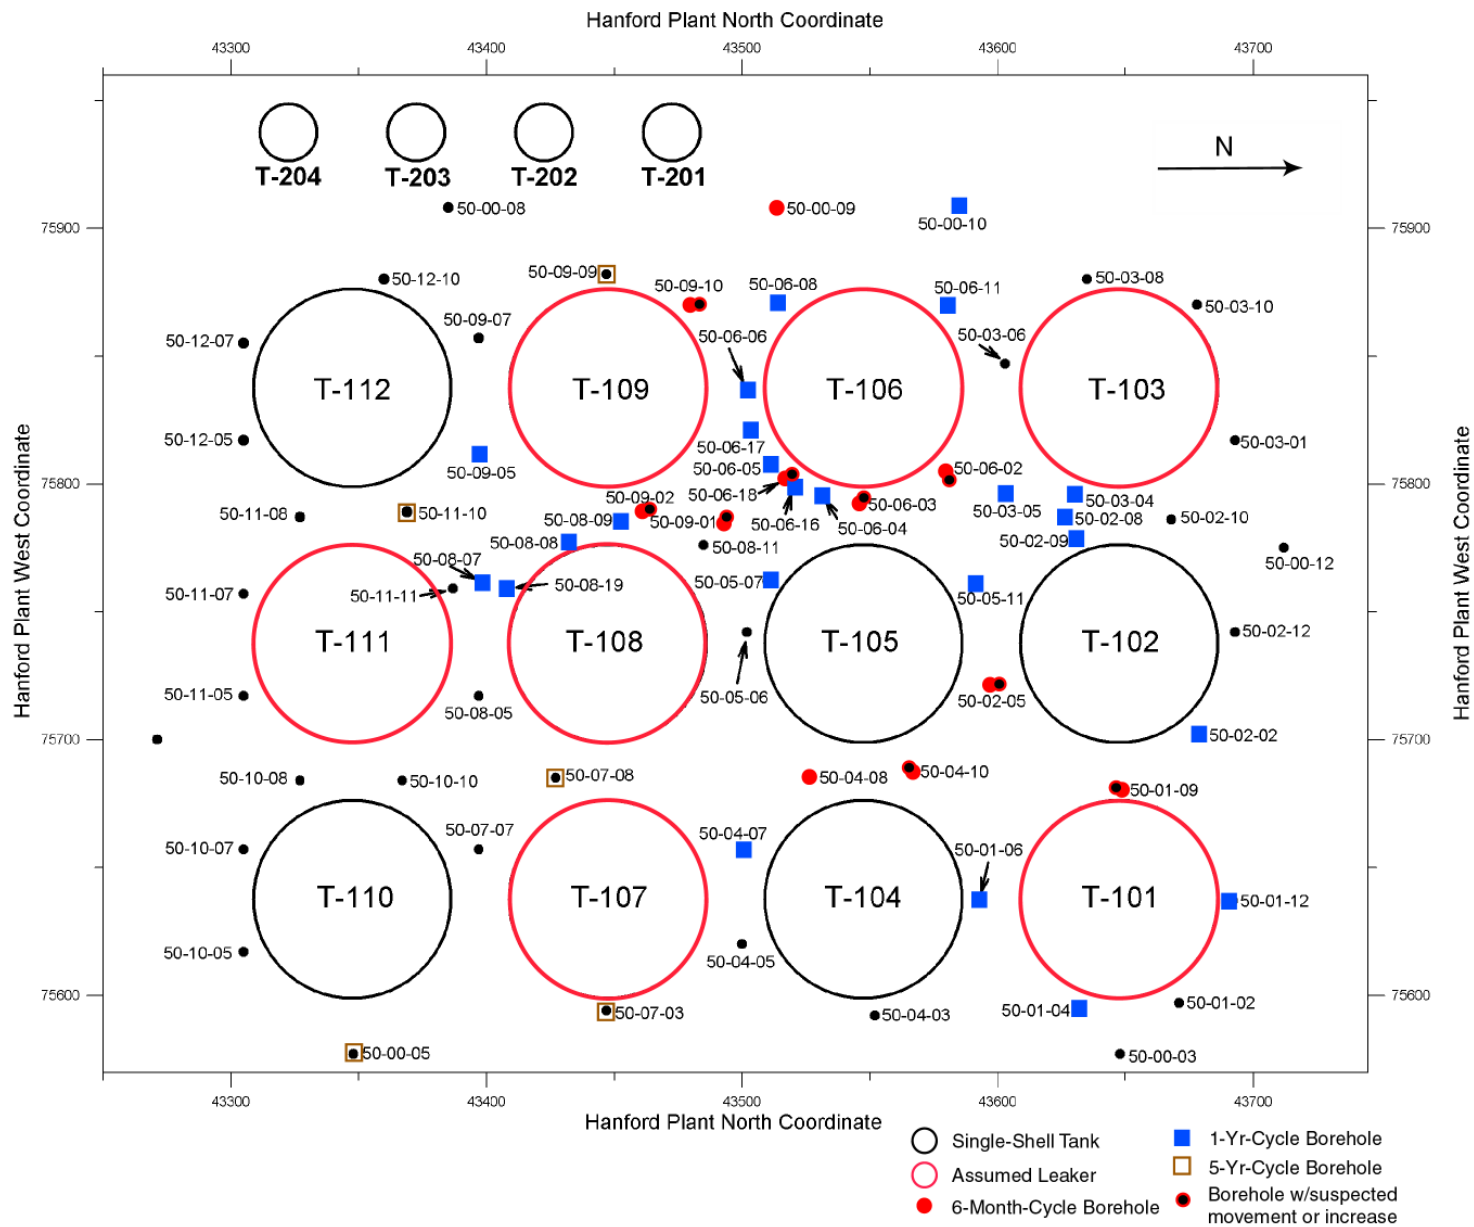 Hanford Plant North Coordinate
43300 43400 43500 43600 43700
N
T-204 T-203 T-202 T-201
50-00-08 50-00-09
50-00-10
75900 75900
50-12-10 50-09-09 50-09-10 50-06-08 50-06-11 50-03-08
50-03-10
50-09-07 50-06-06 50-03-06
50-12-07
T-112 T-109 T-106 T-103
50-12-05 50-06-17 50-03-01
50-09-05 50-06-05 50-06-02
75800 50-06-18 75800
50-09-02 50-06-03 50-03-05 50-03-04
50-11-08 50-11-10 50-08-09 50-09-01 50-06-16 50-06-04 50-02-08 50-02-10
50-08-08 50-08-11 50-02-09
50-08-07 50-00-12
50-11-07 50-11-11 50-08-19 50-05-07 50-05-11
T-111 T-108 T-105 T-102
50-02-12
50-11-05 50-05-06 50-02-05
50-08-05
75700 50-02-02 75700
50-10-08 50-10-10 50-07-08 50-04-08 50-04-10 50-01-09
50-07-07 50-04-07
50-10-07 50-01-06
T-110 T-107 T-104 T-101
50-01-12
50-10-05 50-04-05
75600 75600
50-07-03 50-04-03 50-01-04 50-01-02
50-00-05 50-00-03
Hanford Plant West Coordinate
Hanford Plant West Coordinate
43300 43400 43500 43600 43700
Hanford Plant North Coordinate
Single-Shell Tank
Assumed Leaker
6-Month-Cycle Borehole
1-Yr-Cycle Borehole
5-Yr-Cycle Borehole
Borehole w/suspected
movement or increase